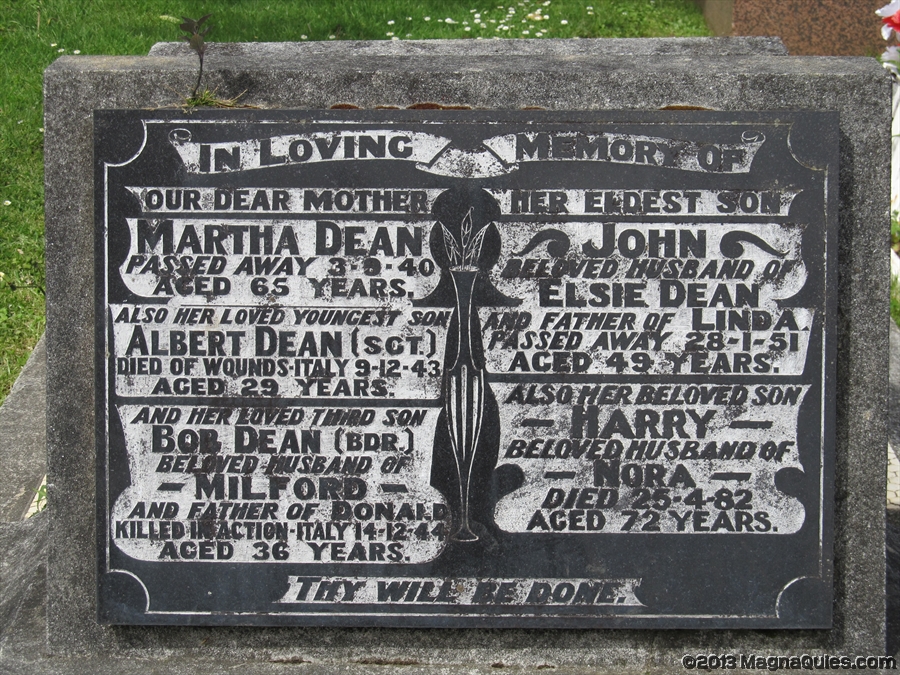 IN LOVING MEMORY OF
OUR DEAR MOTHER
MARTHA DEAN
PASSED AWAY 3-9-40
AGED 65 YEARS.
ALSO HER LOVED YOUNGEST SON
ALBERT DEAN (SGT.)
DIED OF WOUNDS-ITALY 9-12-43
AGED 29 YEARS.
AND HER LOVED THIRD SON
BOB DEAN (BDR.)
BELOVED HUSBAND OF
- MILFORD -
AND FATHER OF DONALD
KILLED IN ACTION-ITALY 14-12-44
AGED 36 YEARS.
HER ELDEST SON
JOHN
BELOVED HUSBAND OF
ELSIE DEAN
AND FATHER OF LINDA.
PASSED AWAY 28-1-51
AGED 49 YEARS.
ALSO HER BELOVED SON
- HARRY -
BELOVED HUSBAND OF
- NORA -
DIED 25-4-82
AGED 72 YEARS.
THY WILL BE DONE.
©2013 MagnaQuies.com